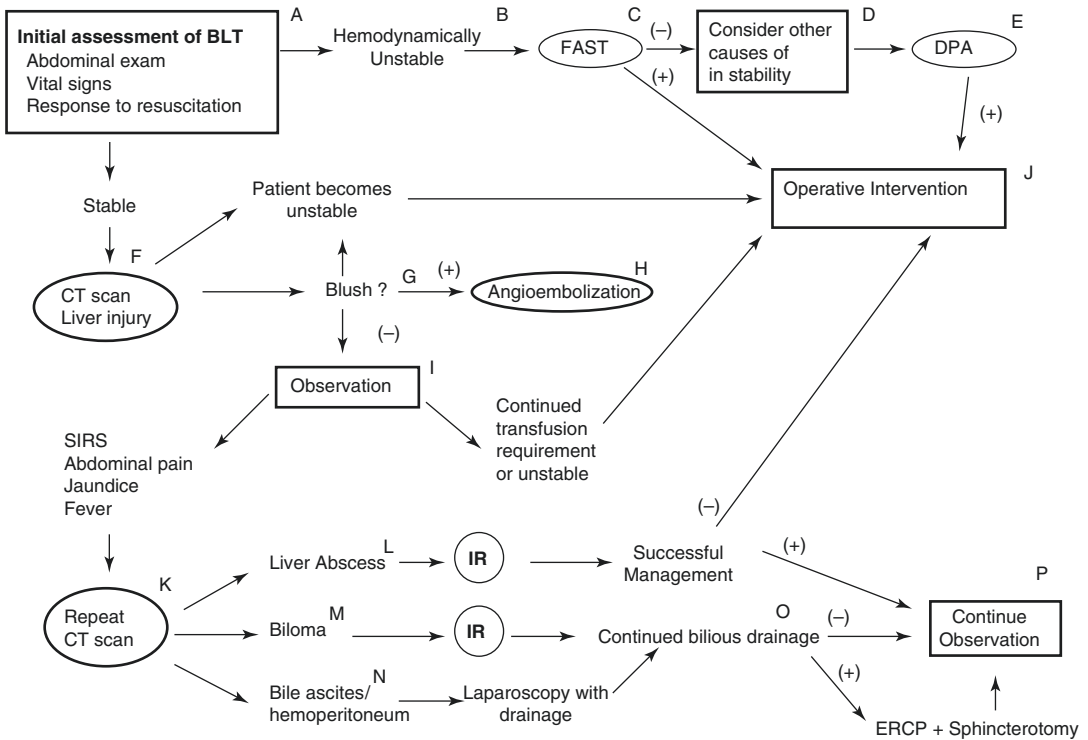 A
B
C
D
E
Initial assessment of BLT
Abdominal exam
Vital signs
Response to resuscitation
Hemodynamically
Unstable
FAST
(–)
(+)
Consider other
causes of
in stability
DPA
(+)
J
Operative Intervention
Stable
Patient becomes
unstable
F
CT scan
Liver injury
Blush ?
G
(+)
H
Angioembolization
(–)
I
Observation
Continued
transfusion
requirement
or unstable
SIRS
Abdominal pain
Jaundice
Fever
K
Repeat
CT scan
Liver Abscess
L
IR
Successful
Management
(–)
(+)
P
Continue
Observation
Biloma
M
IR
Continued bilious drainage
O
(–)
(+)
Bile ascites/
hemoperitoneum
N
Laparoscopy with
drainage
ERCP + Sphincterotomy